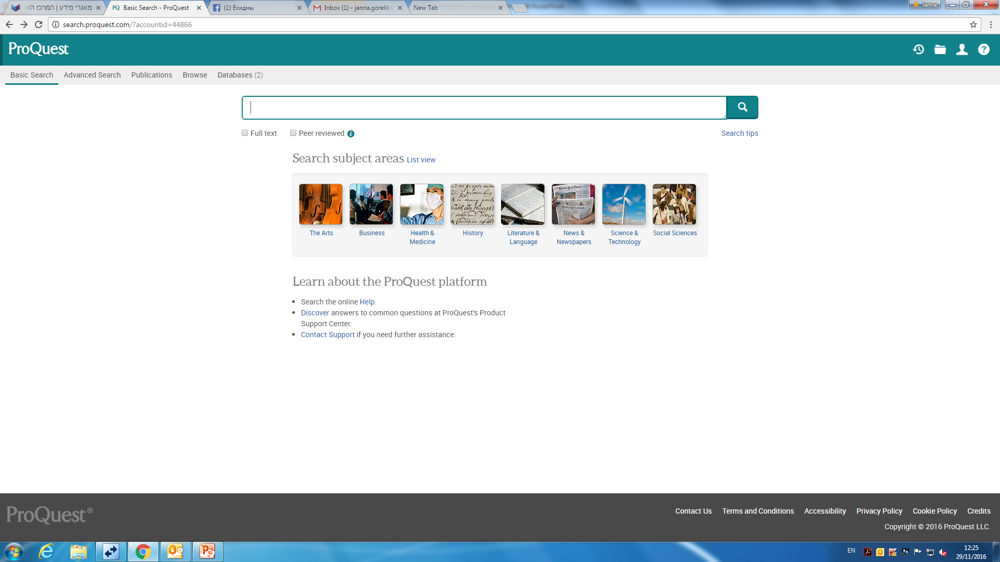 מאגרי מידע | המרכז האק
Basic Search - ProQuest
(1) Ехидны
Inbox (1) - janna.gorelik
New Tab
Janna
search.proquest.com/?accountid=44866
ProQuest
Basic Search
Advanced Search
Publications
Browse
Databases (2)
Full text
Peer reviewed
Search tips
Search subject areas List view
The Arts
Business
Health &
Medicine
History
Literature &
Language
News &
Newspapers
Science &
Technology
Social Sciences
Learn about the ProQuest platform
Search the online Help.
Discover answers to common questions at ProQuest's Product
Support Center.
Contact Support if you need further assistance.
ProQuest®
Contact Us
Terms and Conditions
Accessibility
Privacy Policy
Cookie Policy
Credits
Copyright © 2016 ProQuest LLC.
EN
12:25
29/11/2016